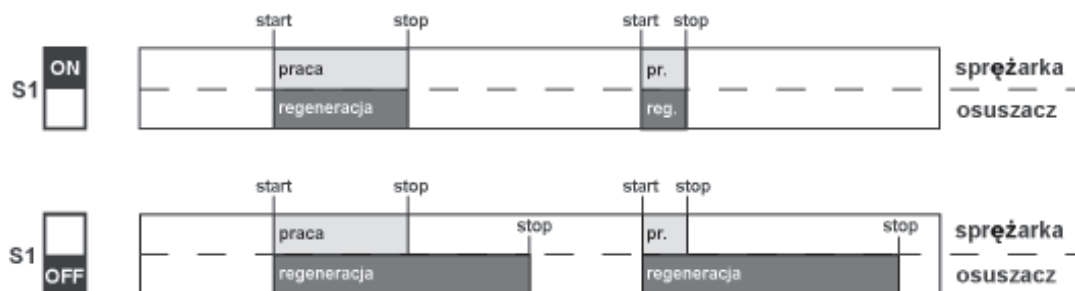 start stop start stop
ON praca pr. sprężarka
S1
regeneracja reg. osuszacz
start stop start stop
praca stop pr. stop sprężarka
S1
OFF regeneracja regeneracja osuszacz